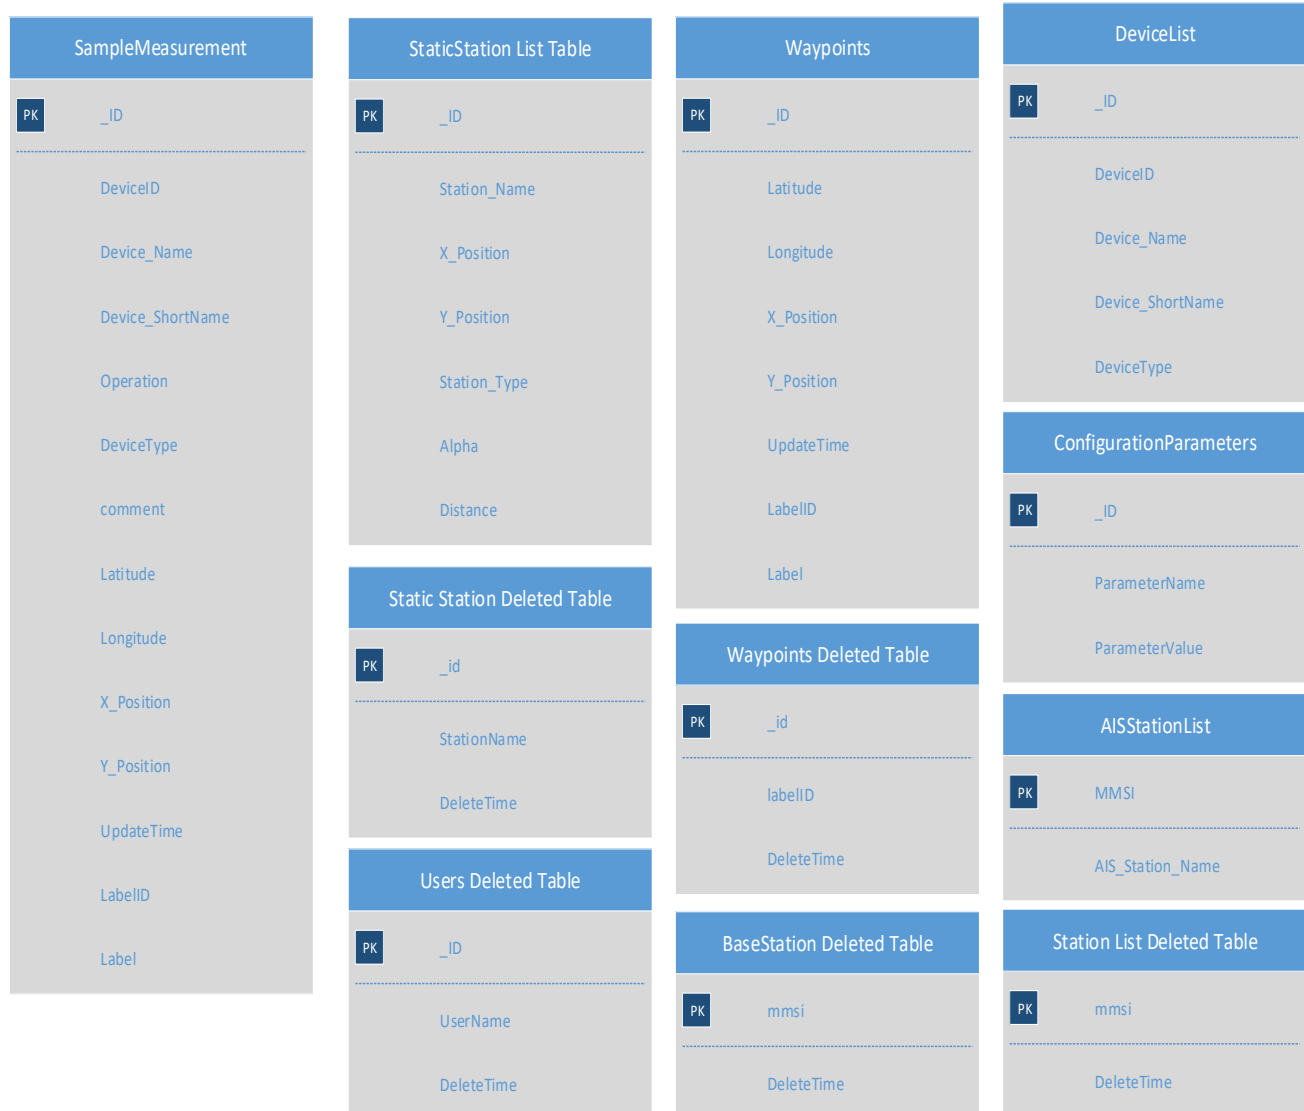 SampleMeasurement
PK
_ID
DeviceID
Device_Name
Device_ShortName
Operation
DeviceType
comment
Latitude
Longitude
X_Position
Y_Position
UpdateTime
LabelID
Label
StaticStation List Table
PK
_ID
Station_Name
X_Position
Y_Position
Station_Type
Alpha
Distance
Static Station Deleted Table
PK
_id
StationName
DeleteTime
Users Deleted Table
PK
_ID
UserName
DeleteTime
Waypoints
PK
_ID
Latitude
Longitude
X_Position
Y_Position
UpdateTime
LabelID
Label
Waypoints Deleted Table
PK
_id
labelID
DeleteTime
BaseStation Deleted Table
PK
mmsi
DeleteTime
DeviceList
PK
_ID
DeviceID
Device_Name
Device_ShortName
DeviceType
ConfigurationParameters
PK
_ID
ParameterName
ParameterValue
AISStationList
PK
MMSI
AIS_Station_Name
Station List Deleted Table
PK
mmsi
DeleteTime